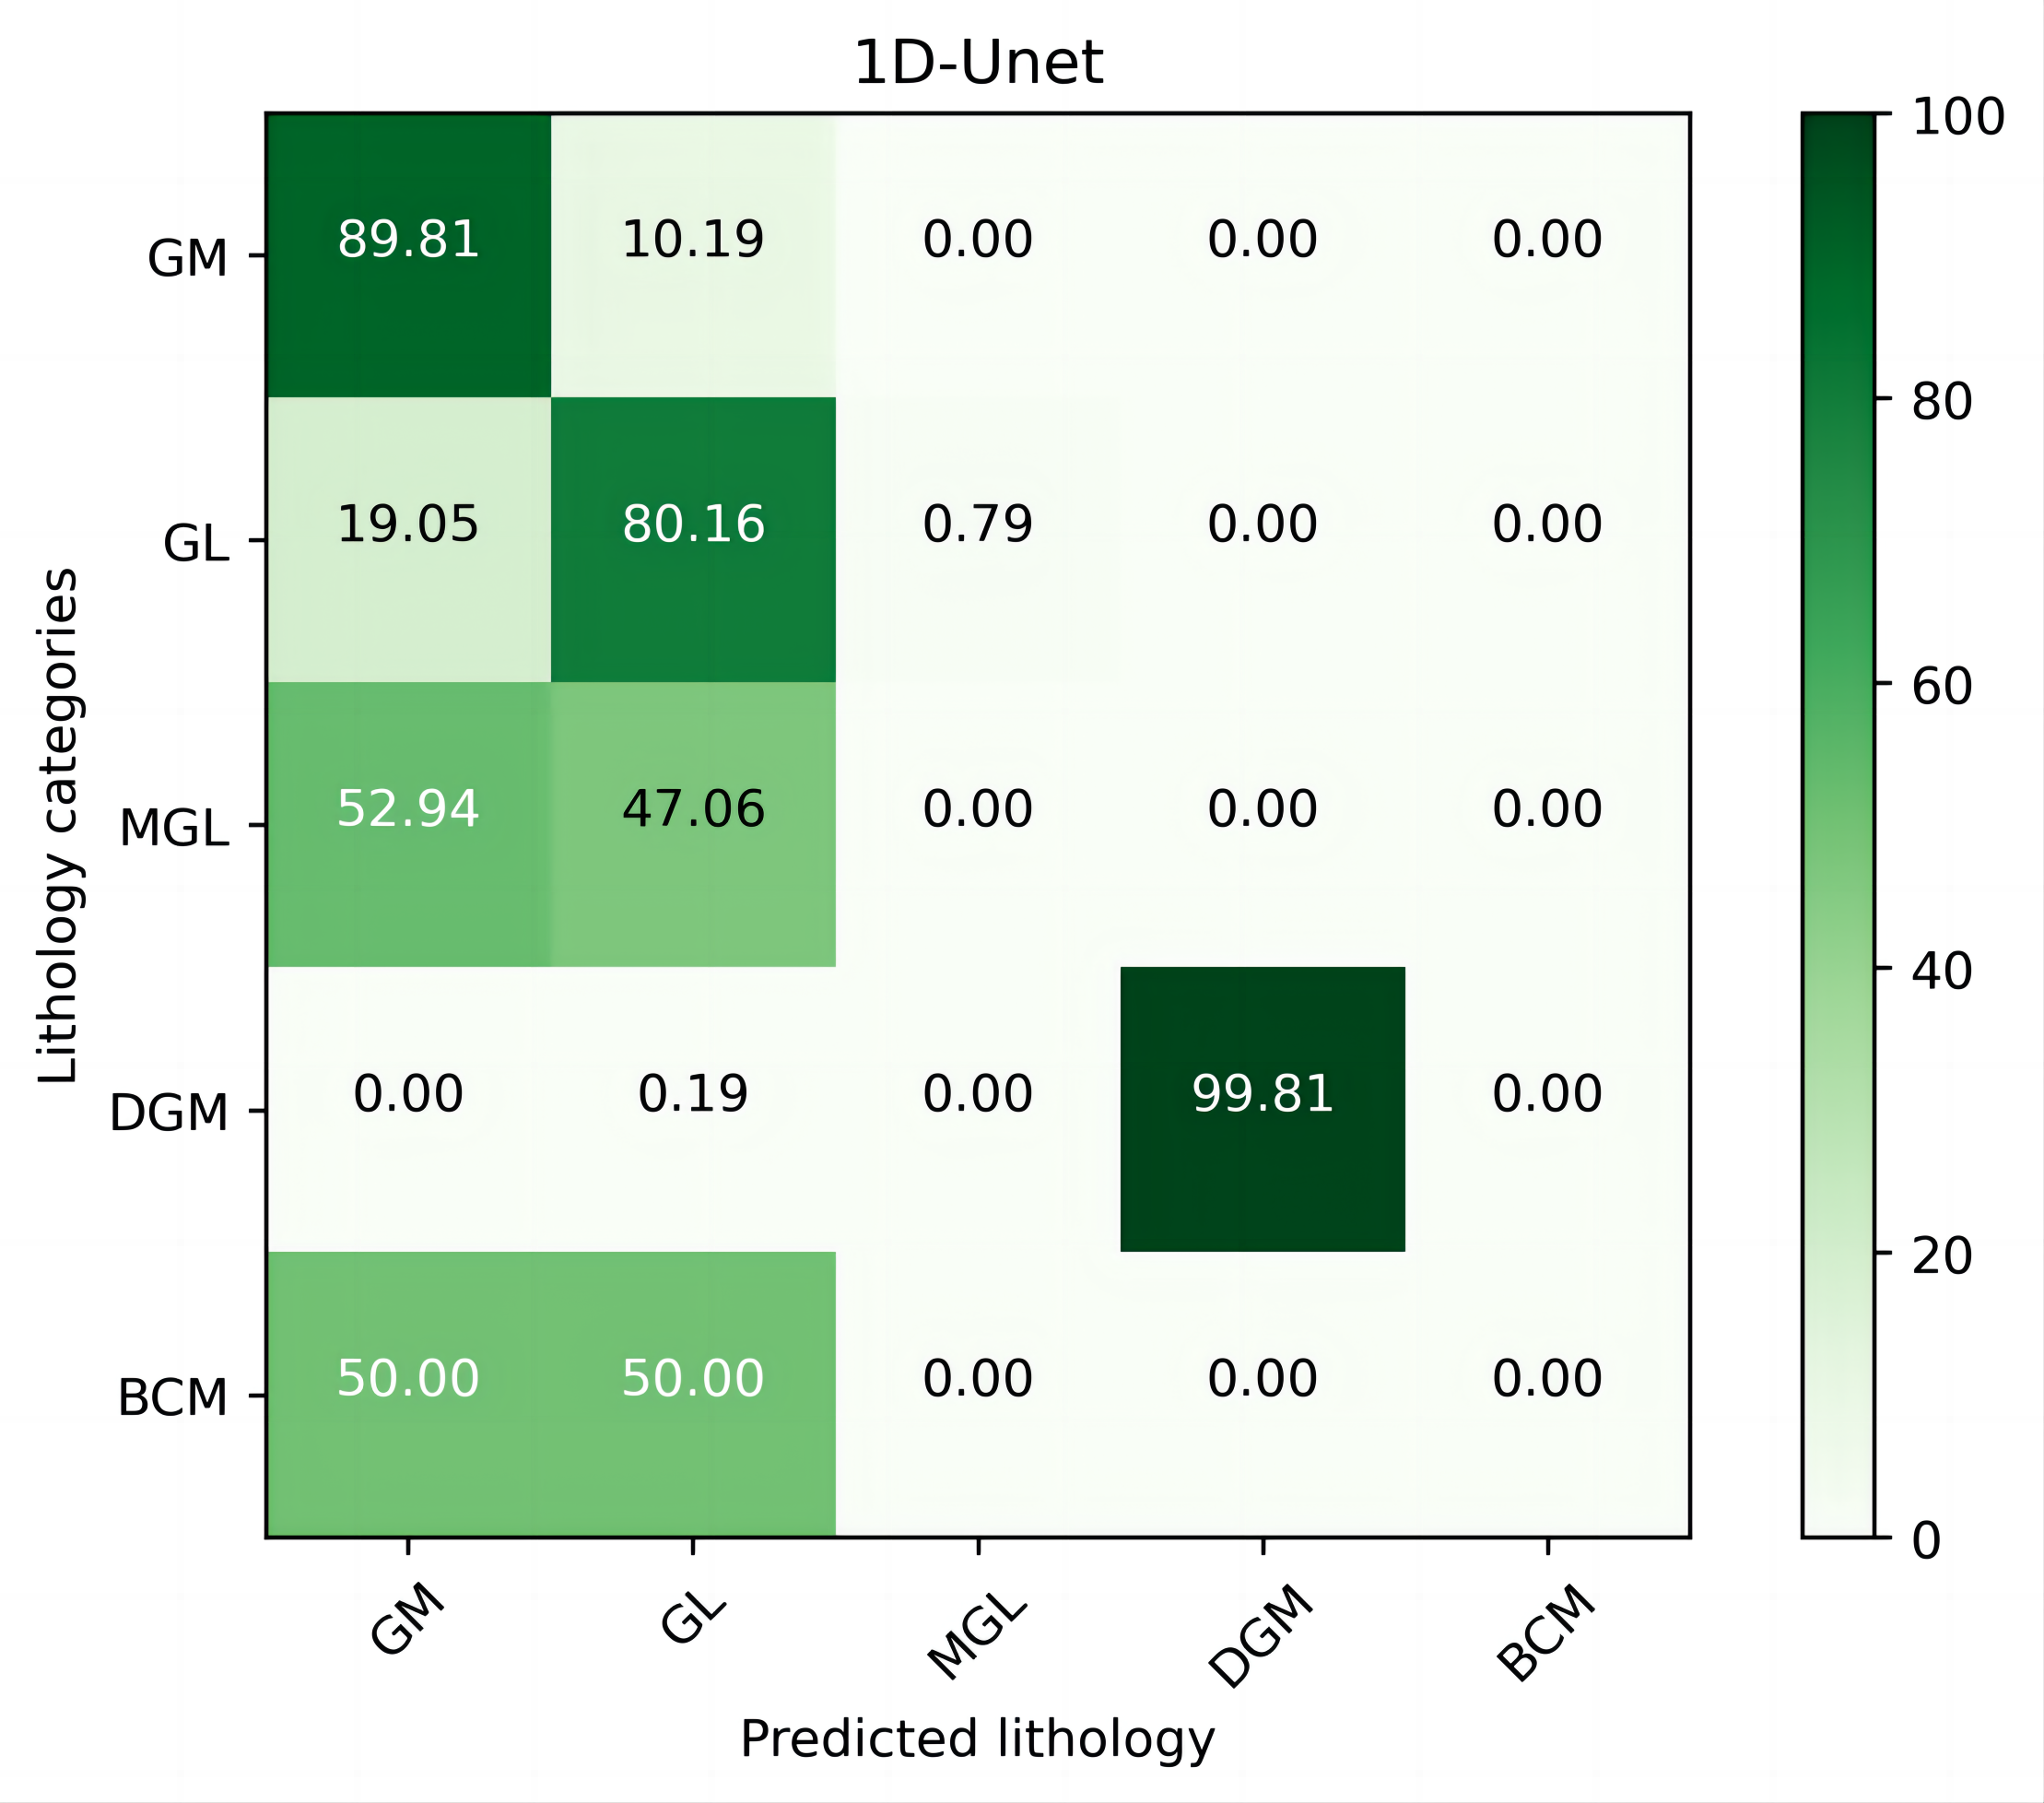 1D-Unet
Lithology categories
GM 89.81 10.19 0.00 0.00 0.00
GL 19.05 80.16 0.79 0.00 0.00
MGL 52.94 47.06 0.00 0.00 0.00
DGM 0.00 0.19 0.00 99.81 0.00
BCM 50.00 50.00 0.00 0.00 0.00
GM GL MGL DGM BCM
Predicted lithology
100
80
60
40
20
0